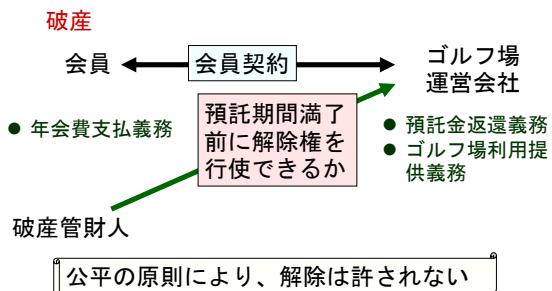 破産
会員
会員契約
ゴルフ場
運営会社
● 年会費支払義務
預託期間満了
前に解除権を
行使できるか
● 預託金返還義務
● ゴルフ場利用提
供義務
破産管財人
公平の原則により、解除は許されない